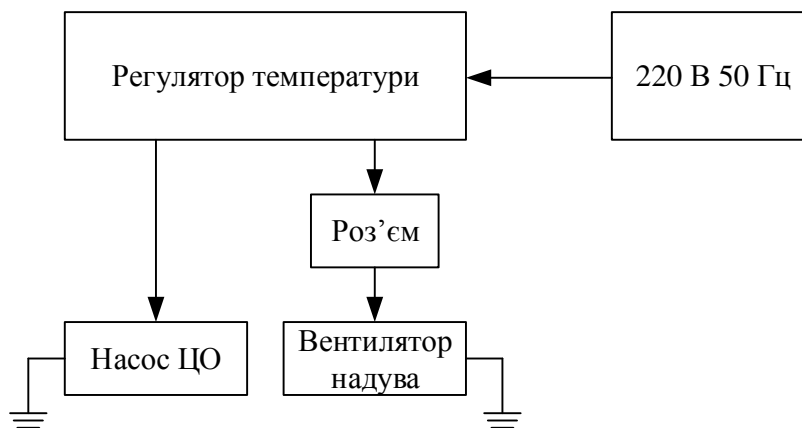 Регулятор температури
220 В 50 Гц
Роз’єм
Насос ЦО
Вентилятор
надува